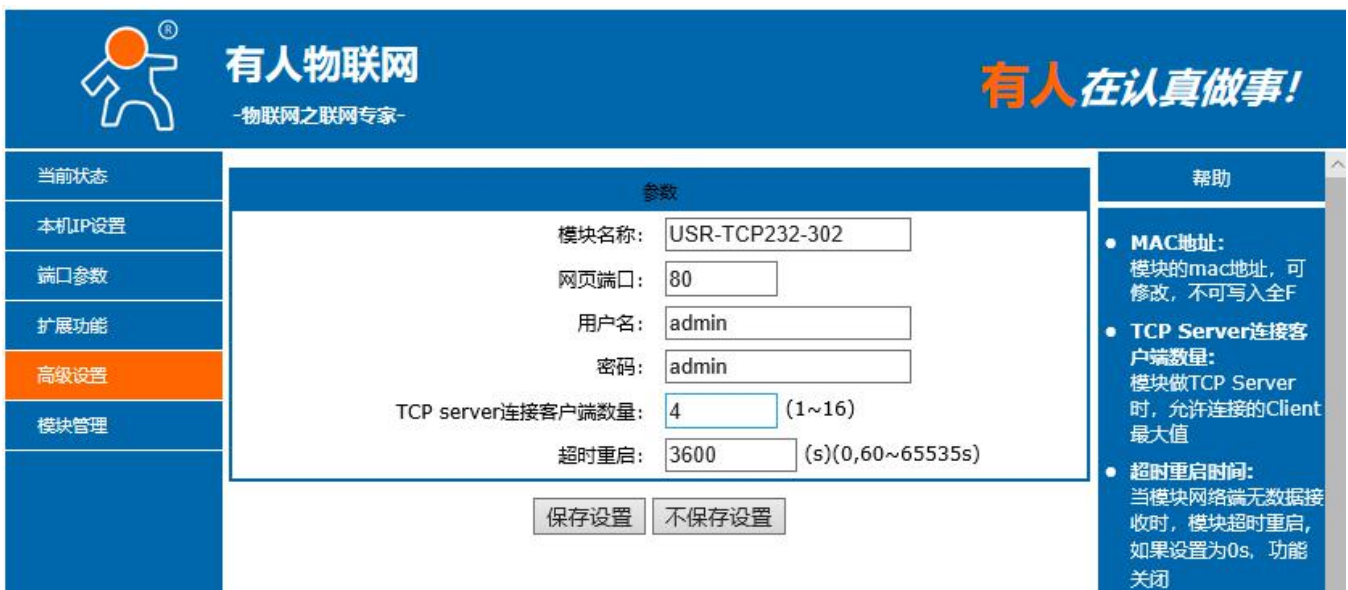 ®
有人物联网
-物联网之联网专家-
有人在认真做事!
当前状态
本机IP设置
端口参数
扩展功能
高级设置
模块管理
参数
模块名称: USR-TCP232-302
网页端口: 80
用户名: admin
密码: admin
TCP server连接客户端数量: 4 (1~16)
超时重启: 3600 (s)(0,60~65535s)
保存设置 不保存设置
帮助
● MAC地址:
模块的mac地址, 可
修改, 不可写入全F
● TCP Server连接客
户端数量:
模块做TCP Server
时, 允许连接的Client
最大值
● 超时重启时间:
当模块网络端无数据接
收时, 模块超时重启,
如果设置为0s, 功能
关闭